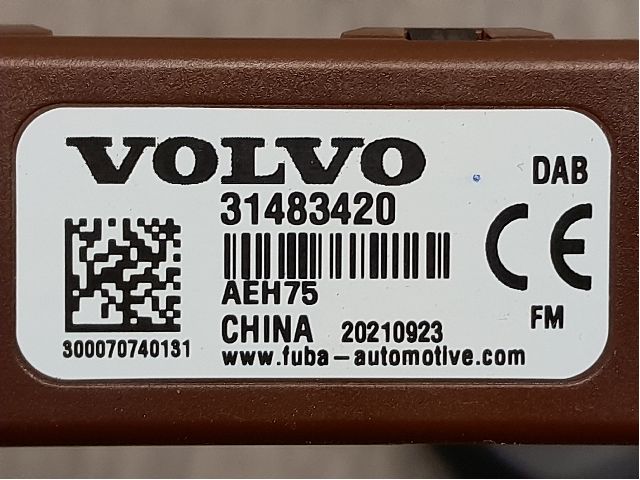 VOLVO
DAB
31483420
CE
AEH75
CHINA 20210923
FM
300070740131
www.fuba-automotive.com